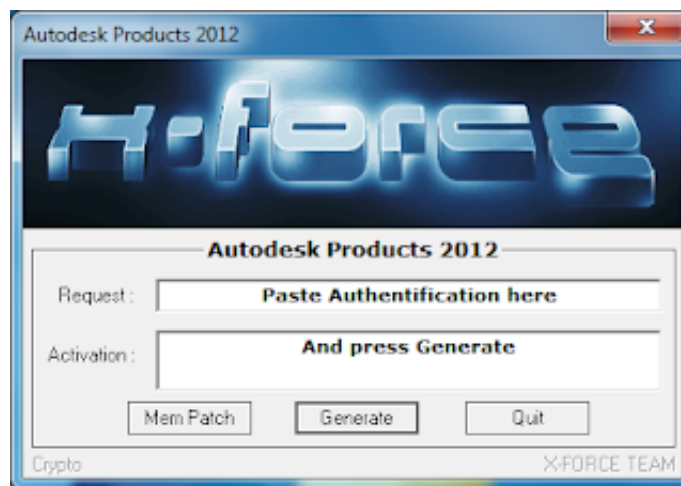 Autodesk Products 2012
x-force
Autodesk Products 2012
Request :
Paste Authentification here
Activation :
And press Generate
Mem Patch
Generate
Quit
Crypto
X-FORCE TEAM